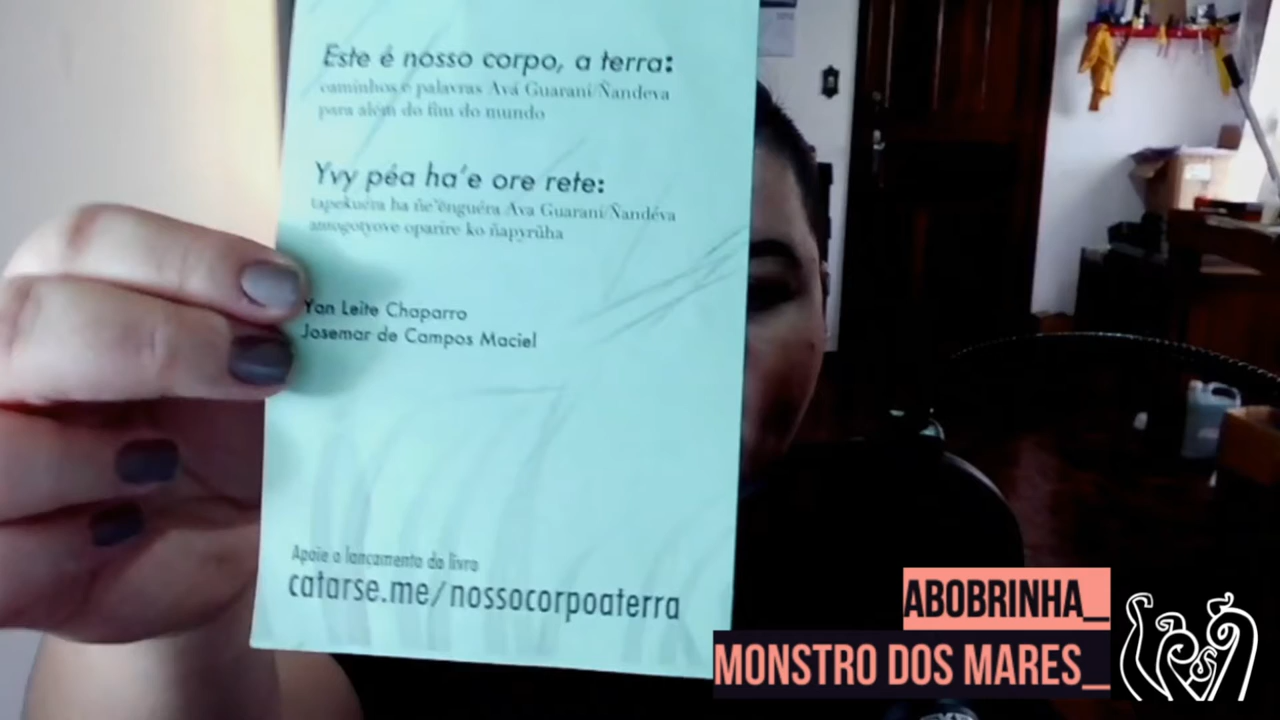 Este é nosso corpo, a terra:
caminhos e palavras Avá Guarani/Ñandeva
para além do fim do mundo
Yvy péa ha'e ore rete:
tapekuéra ha ñe'ẽnguéra Ava Guaraní/Ñandéva
amogotyove oparire ko ñapyrũha
Yan Leite Chaparro
Josemar de Campos Maciel
Apoie o lançamento do livro
catarse.me/nossocorpoaterra
ABOBRINHA_
MONSTRO DOS MARES_